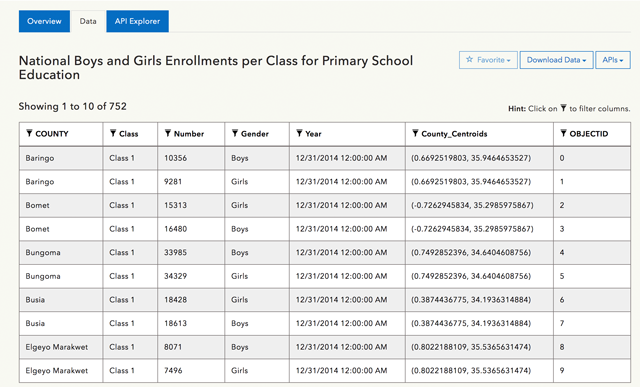 Overview Data API Explorer
National Boys and Girls Enrollments per Class for Primary School
Education
Favorite Download Data APIs
Showing 1 to 10 of 752
Hint: Click on to filter columns.
COUNTY Class Number Gender Year County_Centroids OBJECTID
Baringo Class 1 10356 Boys 12/31/2014 12:00:00 AM (0.6692519803, 35.9464653527) 0
Baringo Class 1 9281 Girls 12/31/2014 12:00:00 AM (0.6692519803, 35.9464653527) 1
Bomet Class 1 15313 Girls 12/31/2014 12:00:00 AM (-0.7262945834, 35.2985975867) 2
Bomet Class 1 16480 Boys 12/31/2014 12:00:00 AM (-0.7262945834, 35.2985975867) 3
Bungoma Class 1 33985 Boys 12/31/2014 12:00:00 AM (0.7492852396, 34.6404608756) 4
Bungoma Class 1 34329 Girls 12/31/2014 12:00:00 AM (0.7492852396, 34.6404608756) 5
Busia Class 1 18428 Girls 12/31/2014 12:00:00 AM (0.3874436775, 34.1936314884) 6
Busia Class 1 18613 Boys 12/31/2014 12:00:00 AM (0.3874436775, 34.1936314884) 7
Elgeyo Marakwet Class 1 8071 Boys 12/31/2014 12:00:00 AM (0.8022188109, 35.5365631474) 8
Elgeyo Marakwet Class 1 7496 Girls 12/31/2014 12:00:00 AM (0.8022188109, 35.5365631474) 9